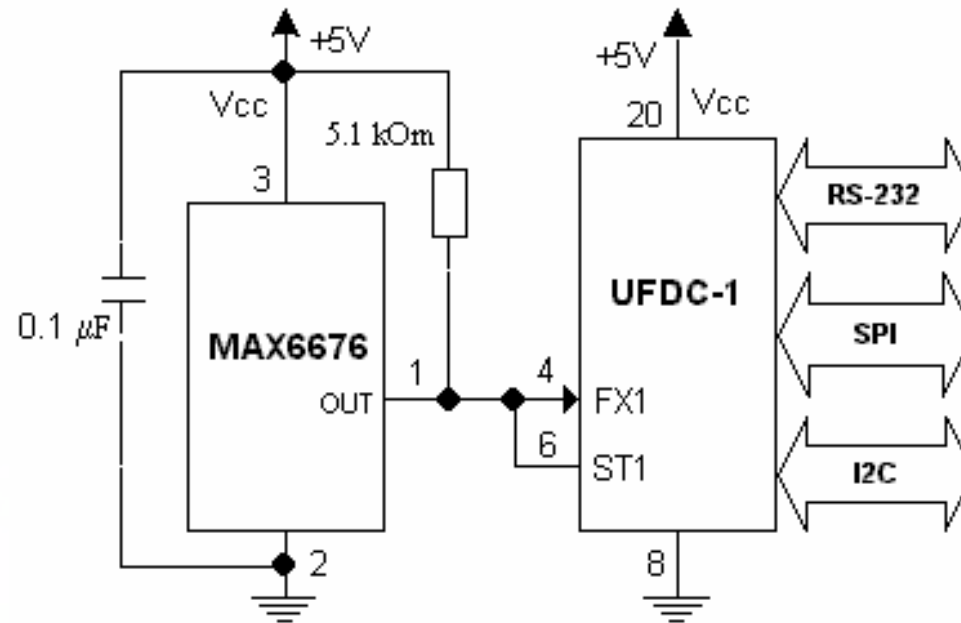 +5V
+5V
Vcc
20
Vcc
5.1 kOm
3
RS-232
UFDC-1
0.1 µF
MAX6676
SPI
1
4
OUT
FX1
6
ST1
I2C
2
8